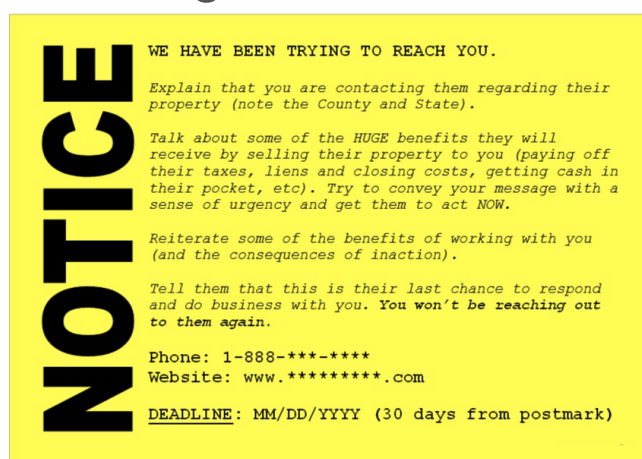 NOTICE
WE HAVE BEEN TRYING TO REACH YOU.
Explain that you are contacting them regarding their
property (note the County and State).
Talk about some of the HUGE benefits they will
receive by selling their property to you (paying off
their taxes, liens and closing costs, getting cash in
their pocket, etc). Try to convey your message with a
sense of urgency and get them to act NOW.
Reiterate some of the benefits of working with you
(and the consequences of inaction).
Tell them that this is their last chance to respond
and do business with you. You won't be reaching out
to them again.
Phone: 1-888-***-****
Website: www.*********.com
DEADLINE: MM/DD/YYYY (30 days from postmark)